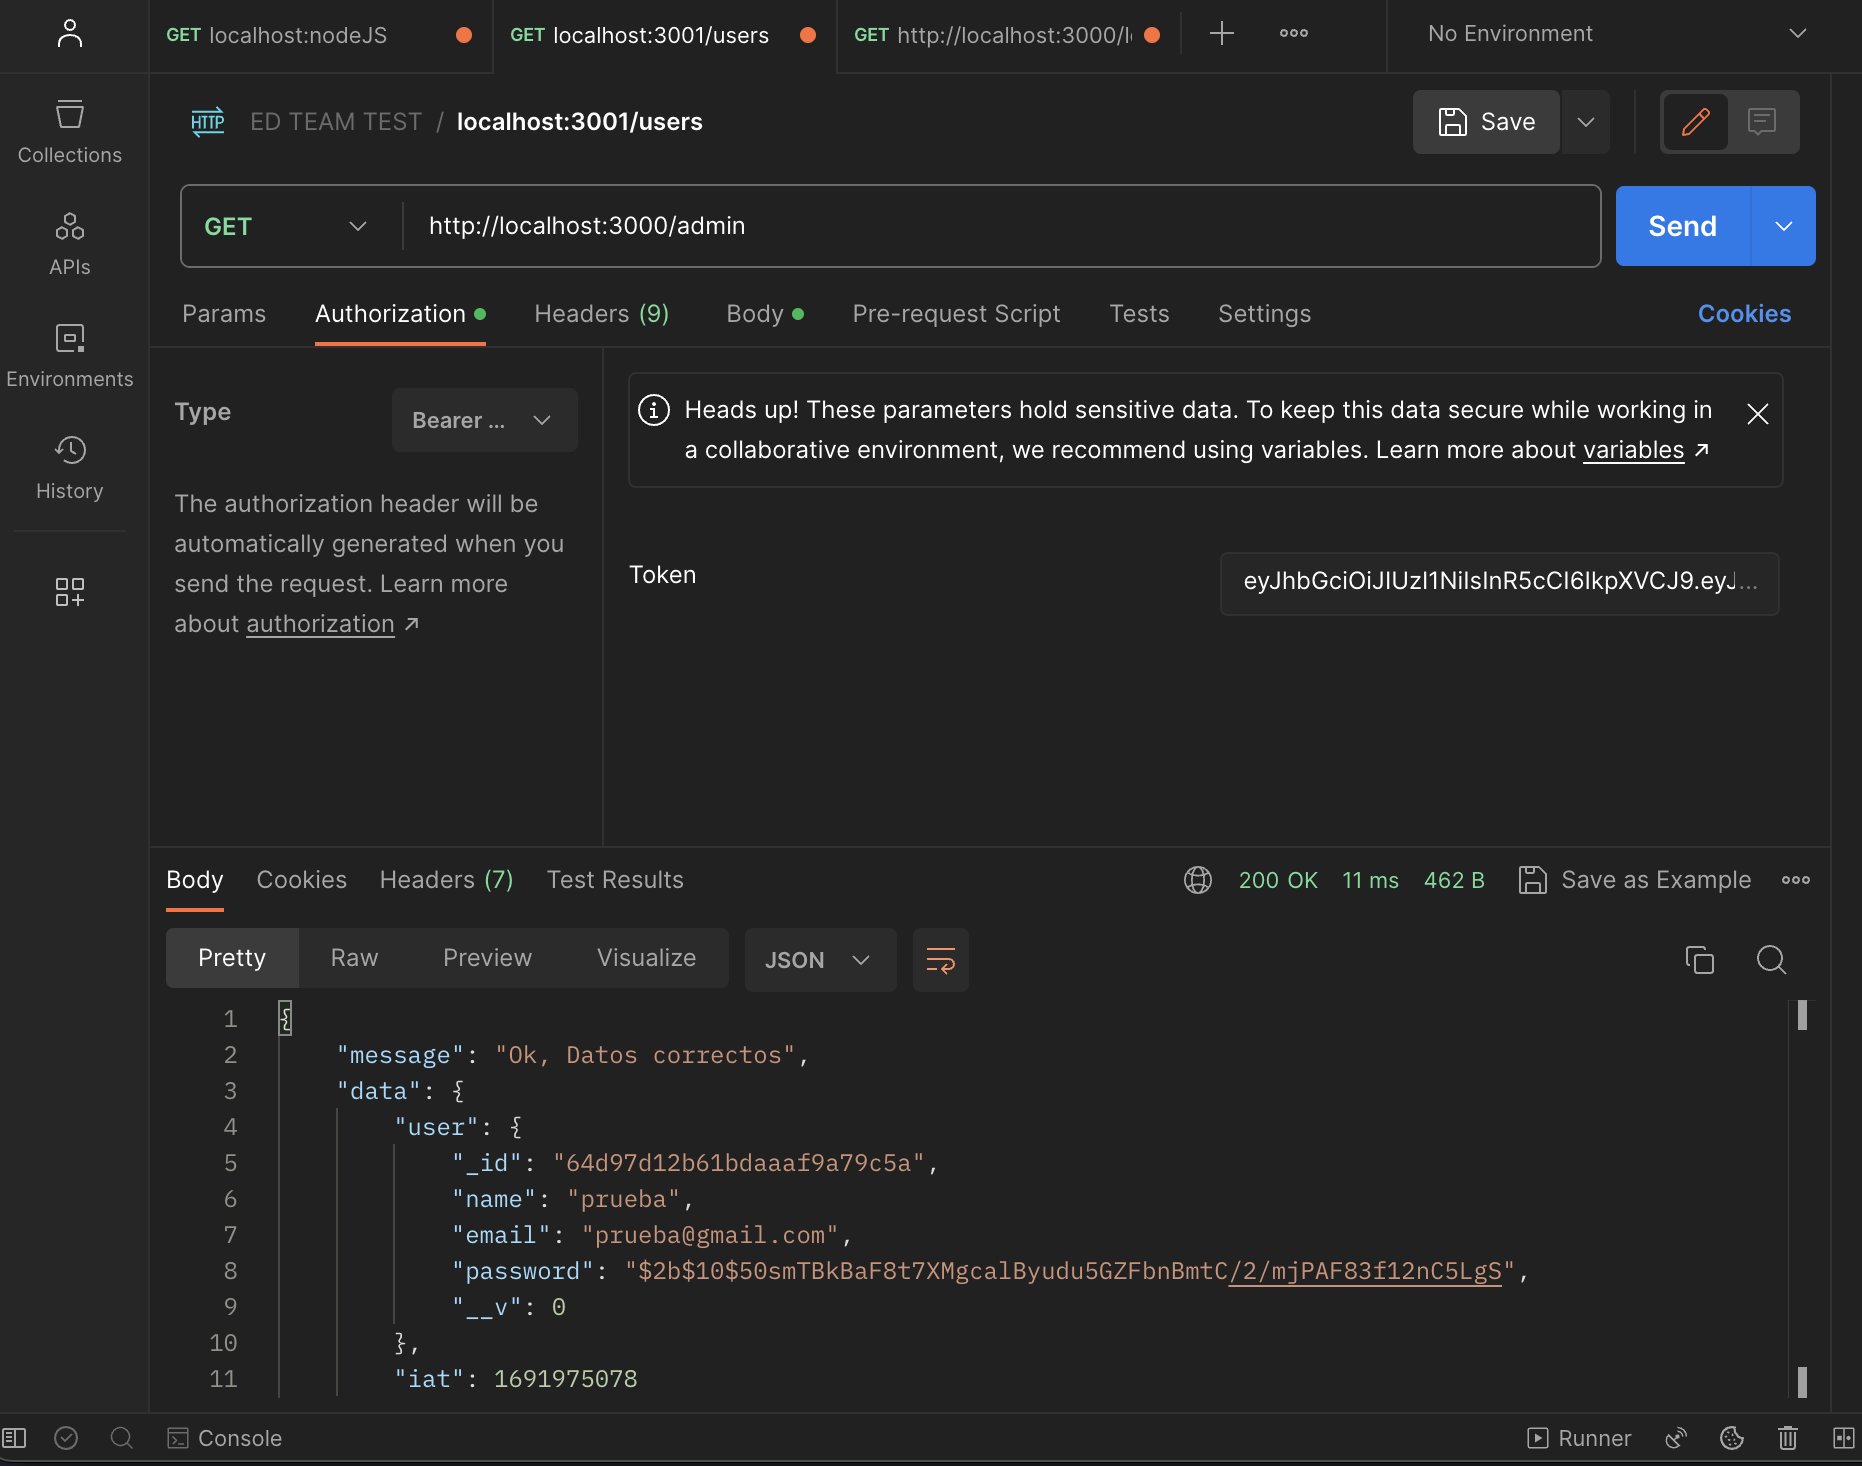 GET localhost:nodeJS
GET localhost:3001/users
GET http://localhost:3000/l
No Environment
Collections
APIs
Environments
History
HTTP ED TEAM TEST / localhost:3001/users
Save
GET http://localhost:3000/admin
Send
Params Authorization Headers (9) Body Pre-request Script Tests Settings Cookies
Type
Bearer ...
The authorization header will be
automatically generated when you
send the request. Learn more
about authorization ↗
Heads up! These parameters hold sensitive data. To keep this data secure while working in
a collaborative environment, we recommend using variables. Learn more about variables ↗
Token
eyJhbGciOiJIUzI1NiIsInR5cCI6IkpXVCJ9.eyJ...
Body Cookies Headers (7) Test Results
200 OK 11 ms 462 B Save as Example
Pretty Raw Preview Visualize JSON
1 {
2 "message": "Ok, Datos correctos",
3 "data": {
4 "user": {
5 "_id": "64d97d12b61bdaaaf9a79c5a",
6 "name": "prueba",
7 "email": "prueba@gmail.com",
8 "password": "$2b$10$50smTBkBaF8t7XMgcalByudu5GZFbnBmtC/2/mjPAF83f12nC5LgS",
9 "__v": 0
10 },
11 "iat": 1691975078
Console
Runner